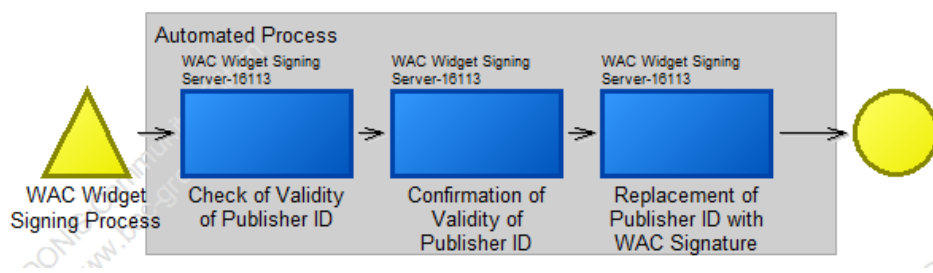 Automated Process
WAC Widget Signing
Server-16113
WAC Widget Signing
Server-16113
WAC Widget Signing
Server-16113
WAC Widget
Signing Process
Check of Validity
of Publisher ID
Confirmation of
Validity of
Publisher ID
Replacement of
Publisher ID with
WAC Signature